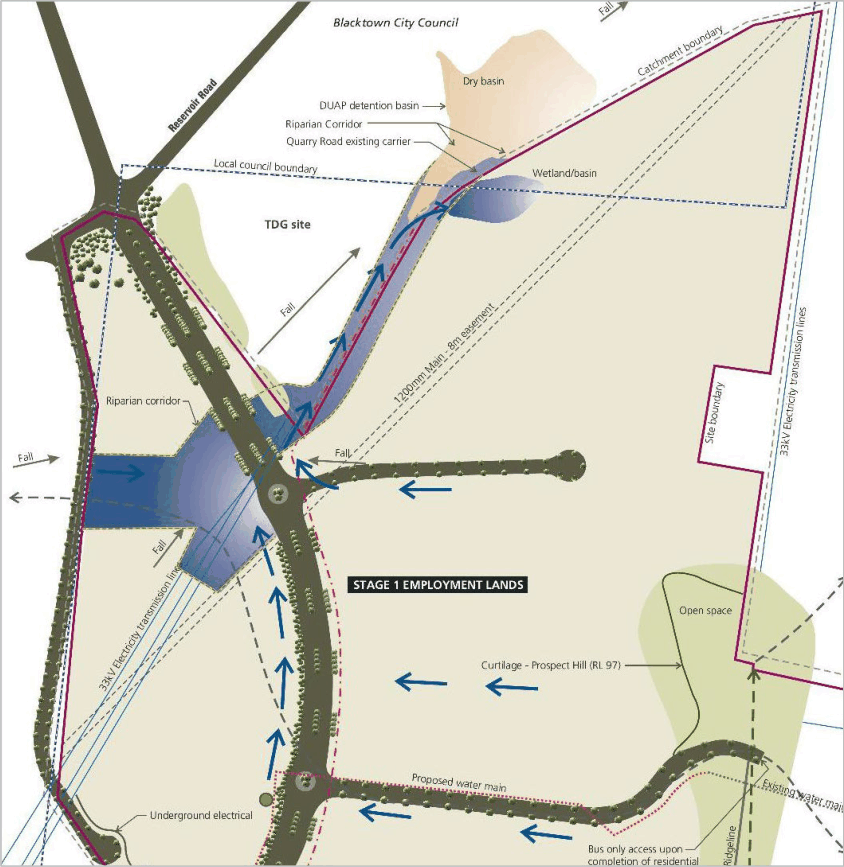 Fall
Blacktown City Council
Catchment boundary
Dry basin
Reservoir Road
DUAP detention basin
Riparian Corridor
Quarry Road existing carrier
Local council boundary
Wetland/basin
TDG site
Fall
1200mm Main - 8m easement
33kV Electricity transmission lines
Site boundary
Riparian corridor
Fall
Fall
Fall
STAGE 1 EMPLOYMENT LANDS
33kV Electricity transmission line
Open space
Curtilage - Prospect Hill (RL 97)
Proposed water main
Existing water main
Underground electrical
Bus only access upon
completion of residential
Ridgeline